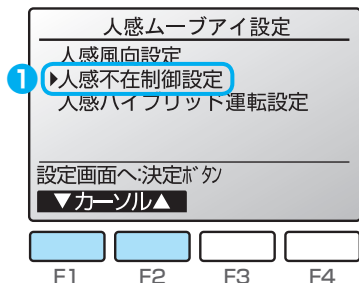 人感ムーブアイ設定
人感風向設定
❶ ▶人感不在制御設定
人感ハイブリッド運転設定
設定画面へ:決定ボタン
▼カーソル▲
F1 F2 F3 F4